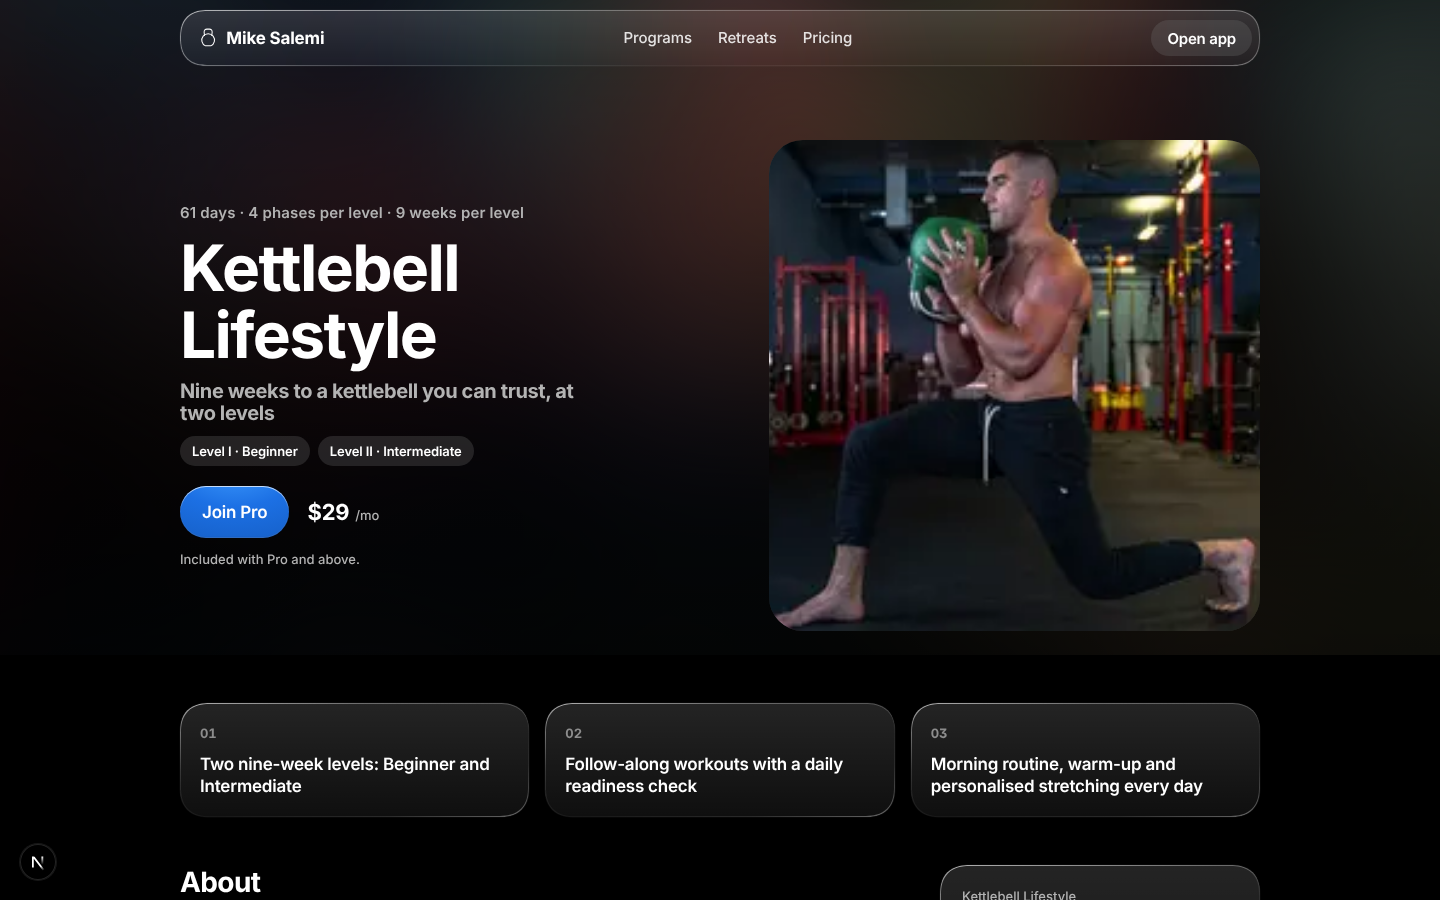 Mike Salemi
Programs
Retreats
Pricing
Open app
61 days · 4 phases per level · 9 weeks per level
Kettlebell
Lifestyle
Nine weeks to a kettlebell you can trust, at
two levels
Level I · Beginner
Level II · Intermediate
Join Pro
$29 /mo
Included with Pro and above.
01
Two nine-week levels: Beginner and
Intermediate
02
Follow-along workouts with a daily
readiness check
03
Morning routine, warm-up and
personalised stretching every day
N
About
Kettlebell Lifestyle